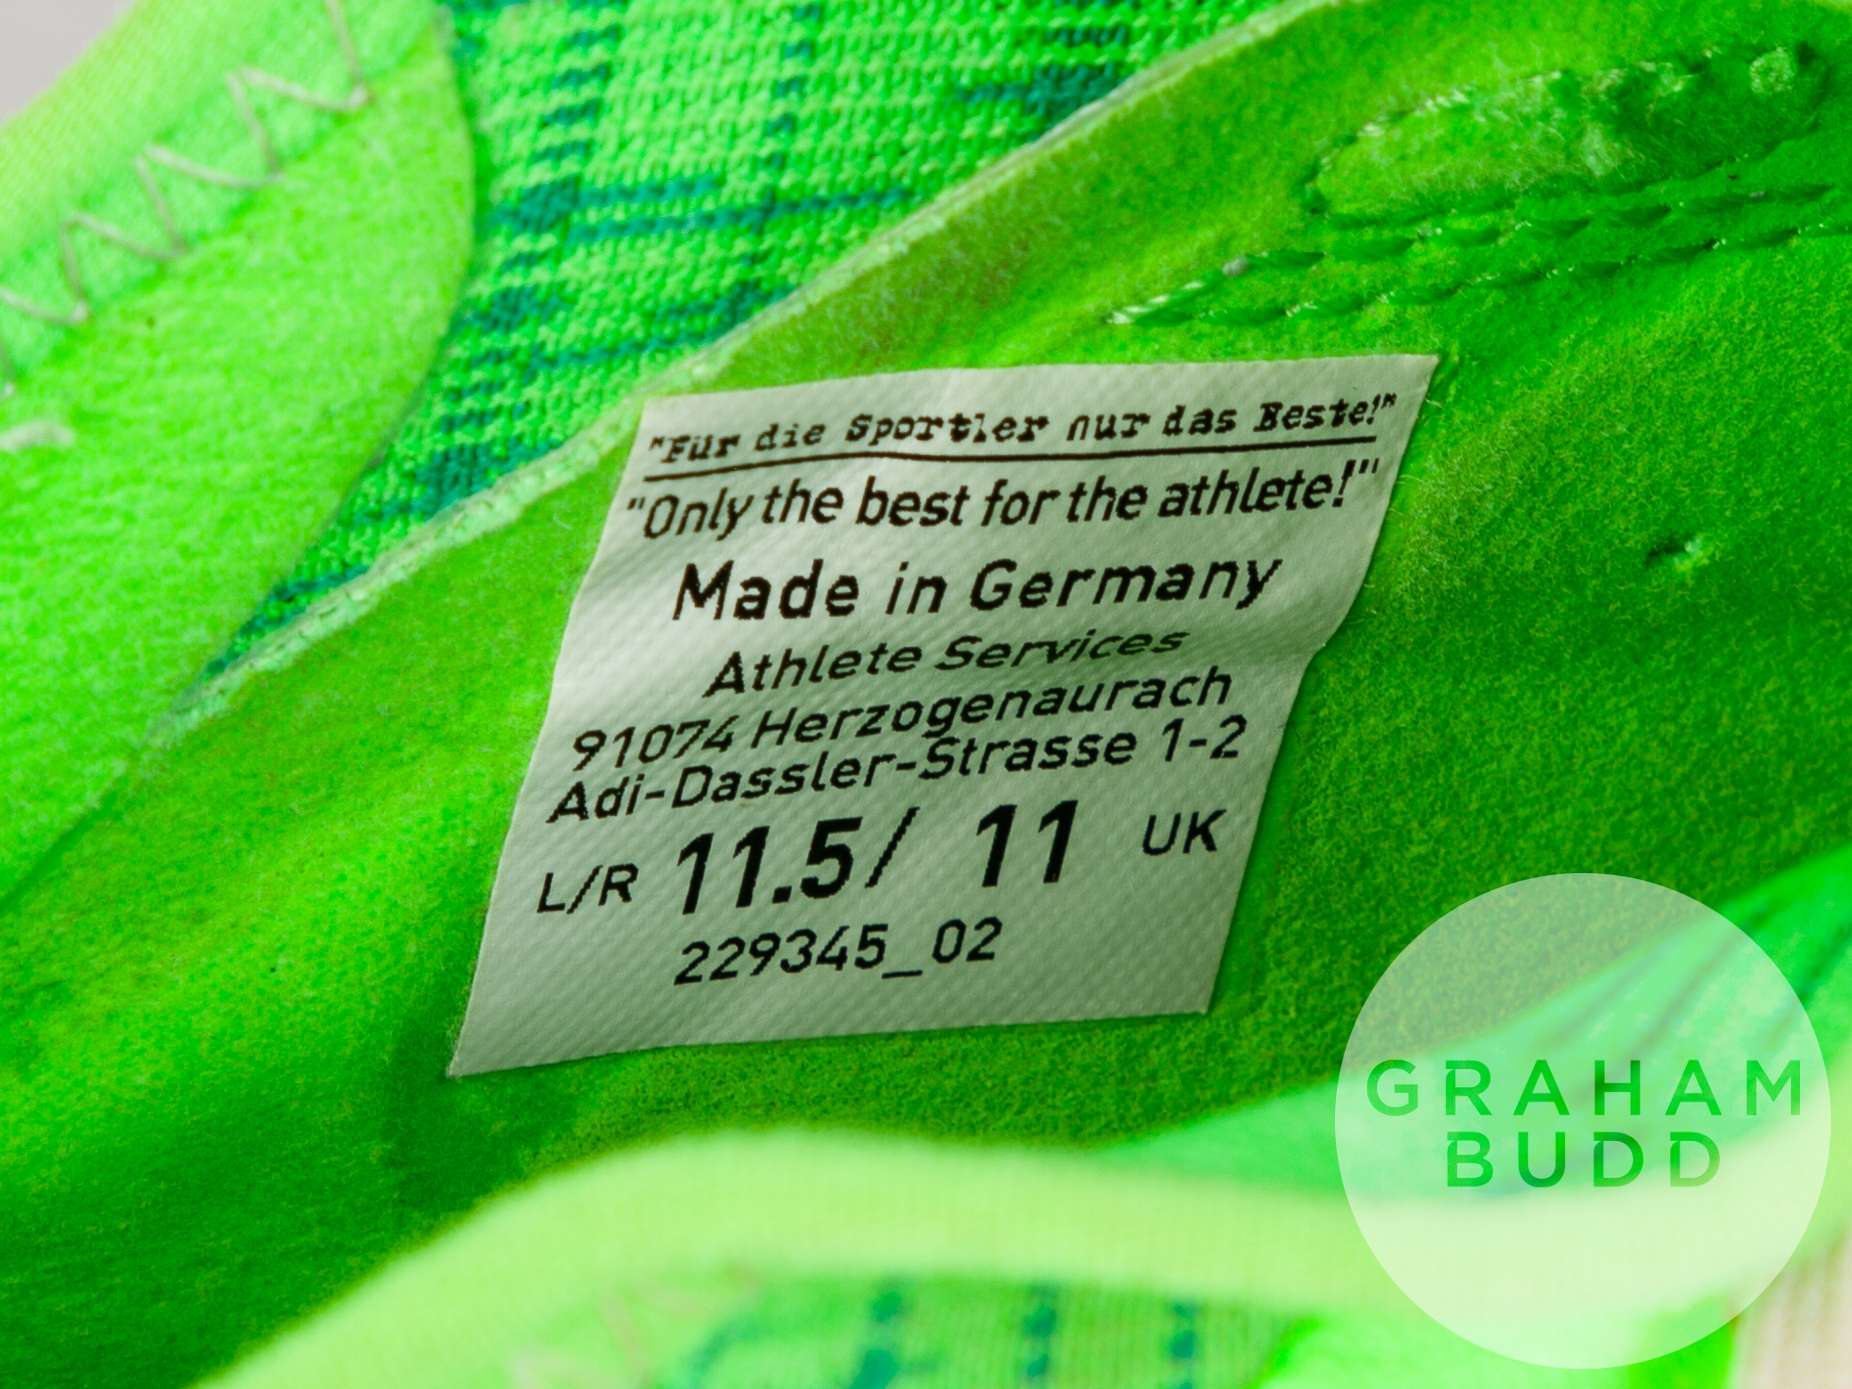 "Für die Sportler nur das Beste!"
"Only the best for the athlete!"
Made in Germany
Athlete Services
91074 Herzogenaurach
Adi-Dassler-Strasse 1-2
L/R 11.5/ 11 UK
229345_02
GRAHAM
BUDD